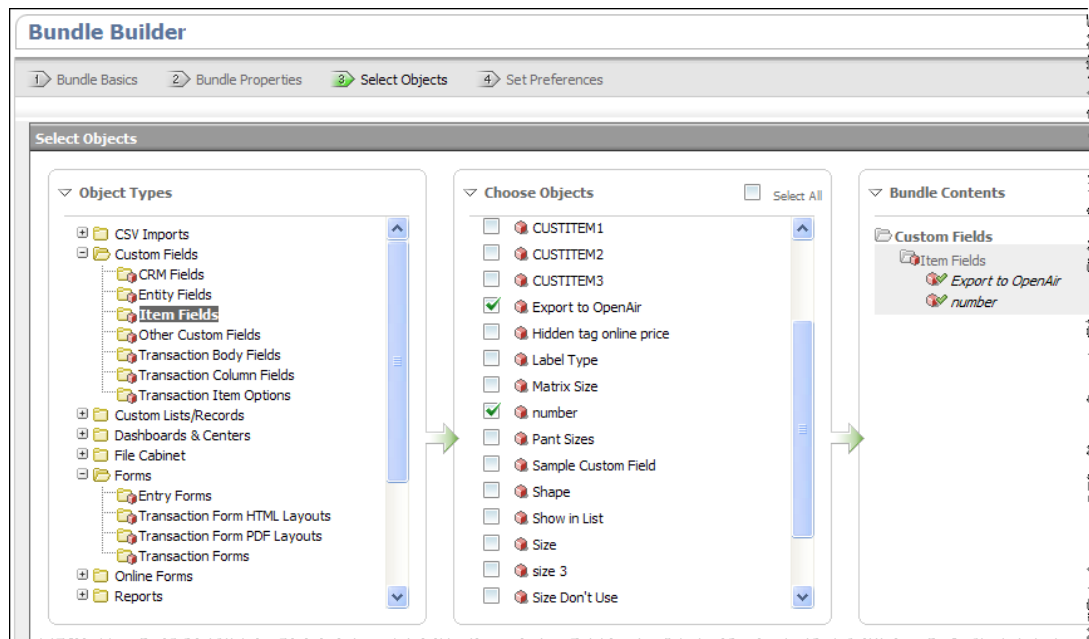 Bundle Builder
1 Bundle Basics 2 Bundle Properties 3 Select Objects 4 Set Preferences
Select Objects
Object Types
CSV Imports
Custom Fields
CRM Fields
Entity Fields
Item Fields
Other Custom Fields
Transaction Body Fields
Transaction Column Fields
Transaction Item Options
Custom Lists/Records
Dashboards & Centers
File Cabinet
Forms
Entry Forms
Transaction Form HTML Layouts
Transaction Form PDF Layouts
Transaction Forms
Online Forms
Reports
Choose Objects
Select All
CUSTITEM1
CUSTITEM2
CUSTITEM3
Export to OpenAir
Hidden tag online price
Label Type
Matrix Size
number
Pant Sizes
Sample Custom Field
Shape
Show in List
Size
size 3
Size Don't Use
Bundle Contents
Custom Fields
Item Fields
Export to OpenAir
number